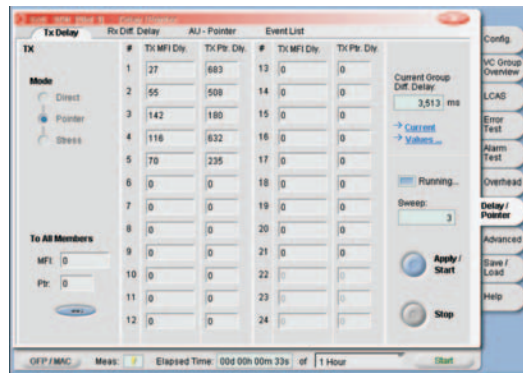 Delay
Tx Delay Rx Diff. Delay AU - Pointer Event List
TX
Mode
Direct
Pointer
Stress
To All Members
MFI: 0
Ptr: 0
# TX MFI Dly. TX Ptr. Dly. # TX MFI Dly. TX Ptr. Dly.
1 27 683 13 0 0
2 55 508 14 0 0
3 142 180 15 0 0
4 116 632 16 0 0
5 70 235 17 0 0
6 0 0 18 0 0
7 0 0 19 0 0
8 0 0 20 0 0
9 0 0 21 0 0
10 0 0 22 0 0
11 0 0 23 0 0
12 0 0 24 0 0
Current Group
Diff. Delay:
3,513 ms
→ Current
→ Values ...
Running...
Sweep:
3
Apply /
Start
Stop
Config.
VC Group
Overview
LCAS
Error
Test
Alarm
Test
Overhead
Delay /
Pointer
Advanced
Save /
Load
Help
GFP / MAC Meas: Elapsed Time: 00d 00h 00m 33s of 1 Hour Start